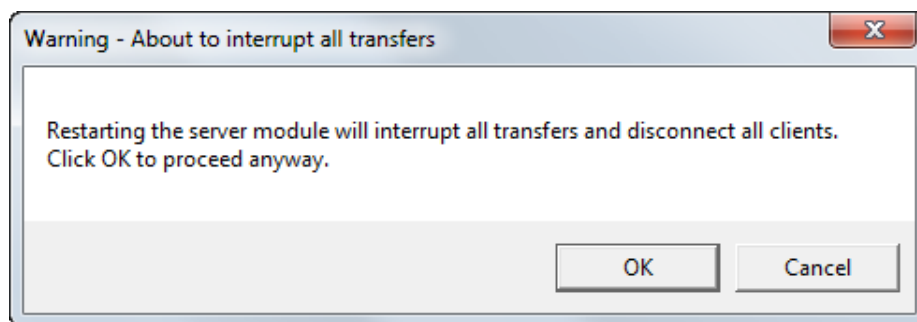 Warning - About to interrupt all transfers
Restarting the server module will interrupt all transfers and disconnect all clients.
Click OK to proceed anyway.
OK Cancel